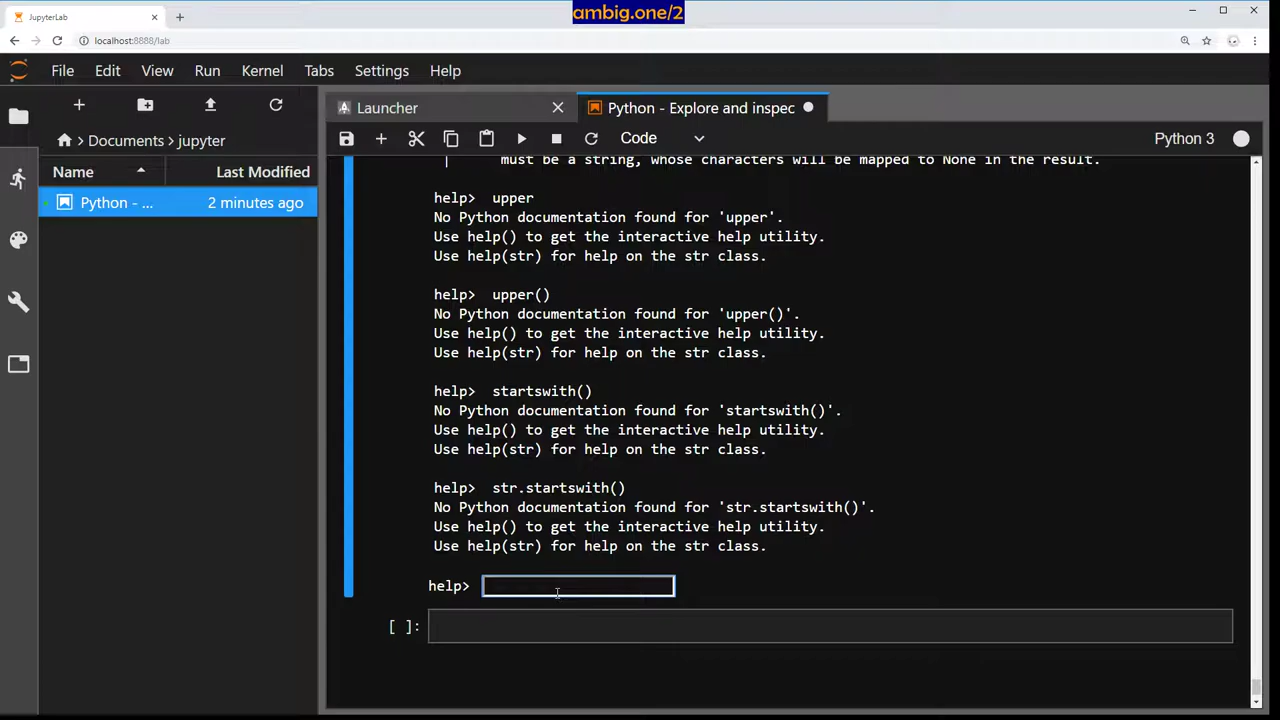 JupyterLab
ambig.one/2
localhost:8888/lab
File Edit View Run Kernel Tabs Settings Help
Launcher
Python - Explore and inspec
Documents > jupyter
Code
Python 3
Name Last Modified
Python - ... 2 minutes ago
| must be a string, whose characters will be mapped to None in the result.
help> upper
No Python documentation found for 'upper'.
Use help() to get the interactive help utility.
Use help(str) for help on the str class.
help> upper()
No Python documentation found for 'upper()'.
Use help() to get the interactive help utility.
Use help(str) for help on the str class.
help> startswith()
No Python documentation found for 'startswith()'.
Use help() to get the interactive help utility.
Use help(str) for help on the str class.
help> str.startswith()
No Python documentation found for 'str.startswith()'.
Use help() to get the interactive help utility.
Use help(str) for help on the str class.
help>
[ ]: